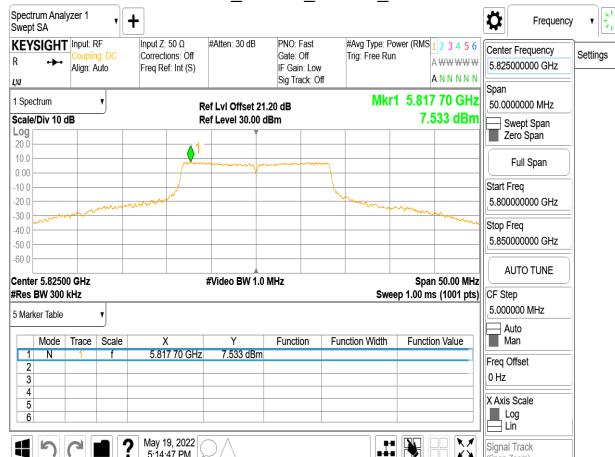 Spectrum Analyzer 1
Swept SA
Frequency
KEYSIGHT
Input: RF
Input Z: 50 Ω
#Atten: 30 dB
PNO: Fast
#Avg Type: Power (RMS
1 2 3 4 5 6
R
Coupling: DC
Corrections: Off
Gate: Off
Trig: Free Run
A W W W W W
Align: Auto
Freq Ref: Int (S)
IF Gain: Low
Sig Track: Off
A N N N N N
LXI
Center Frequency
5.825000000 GHz
Settings
Span
50.0000000 MHz
Swept Span
Zero Span
Full Span
Start Freq
5.800000000 GHz
Stop Freq
5.850000000 GHz
AUTO TUNE
CF Step
5.000000 MHz
Auto
Man
Freq Offset
0 Hz
X Axis Scale
Log
Lin
Signal Track
1 Spectrum
Ref Lvl Offset 21.20 dB
Mkr1 5.817 70 GHz
Scale/Div 10 dB
Ref Level 30.00 dBm
7.533 dBm
Log
20.0
10.0
0.00
-10.0
-20.0
-30.0
-40.0
-50.0
-60.0
1
Center 5.82500 GHz
#Video BW 1.0 MHz
Span 50.00 MHz
#Res BW 300 kHz
Sweep 1.00 ms (1001 pts)
5 Marker Table
Mode Trace Scale X Y Function Function Width Function Value
1 N 1 f 5.817 70 GHz 7.533 dBm
2
3
4
5
6
?
May 19, 2022
5:14:47 PM